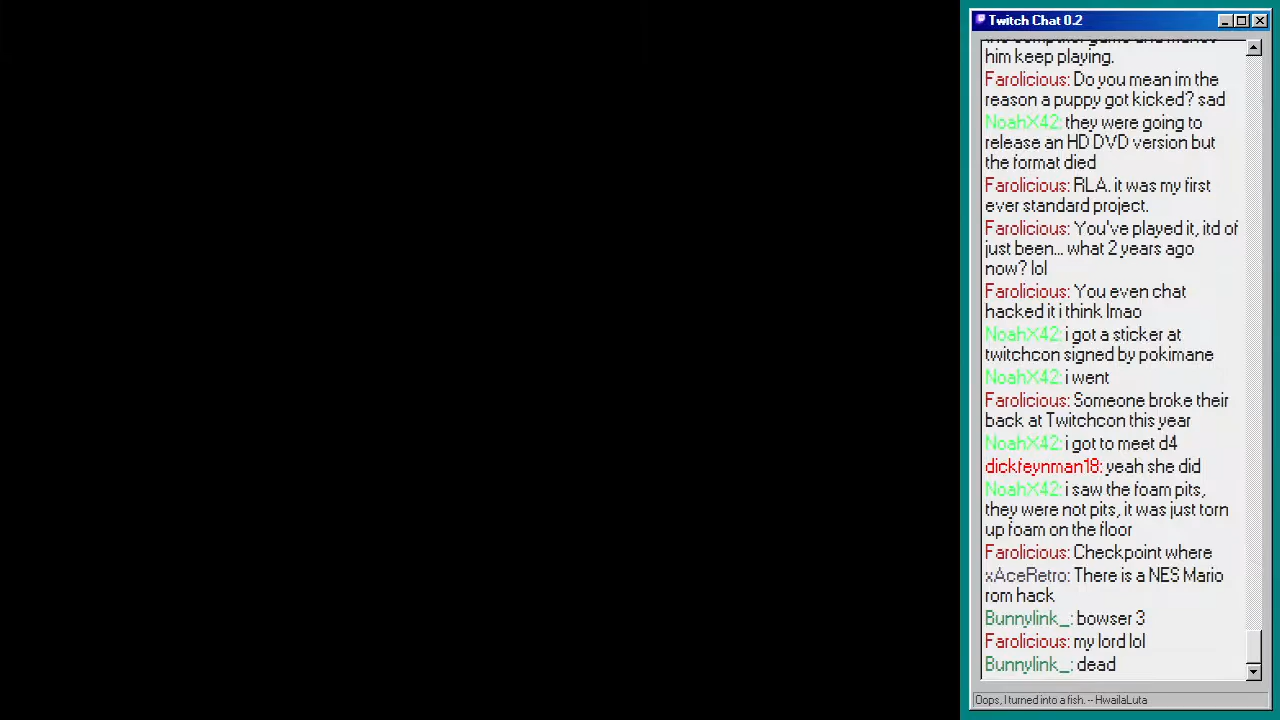 Twitch Chat 0.2
him keep playing.
Farolicious: Do you mean im the
reason a puppy got kicked? sad
NoahX42: they were going to
release an HD DVD version but
the format died
Farolicious: RLA. it was my first
ever standard project.
Farolicious: You've played it, itd of
just been... what 2 years ago
now? lol
Farolicious: You even chat
hacked it i think lmao
NoahX42: i got a sticker at
twitchcon signed by pokimane
NoahX42: i went
Farolicious: Someone broke their
back at Twitchcon this year
NoahX42: i got to meet d4
dickfeynman18: yeah she did
NoahX42: i saw the foam pits,
they were not pits, it was just torn
up foam on the floor
Farolicious: Checkpoint where
xAceRetro: There is a NES Mario
rom hack
Bunnylink_: bowser 3
Farolicious: my lord lol
Bunnylink_: dead
Oops, I turned into a fish. -- HwailaLuta